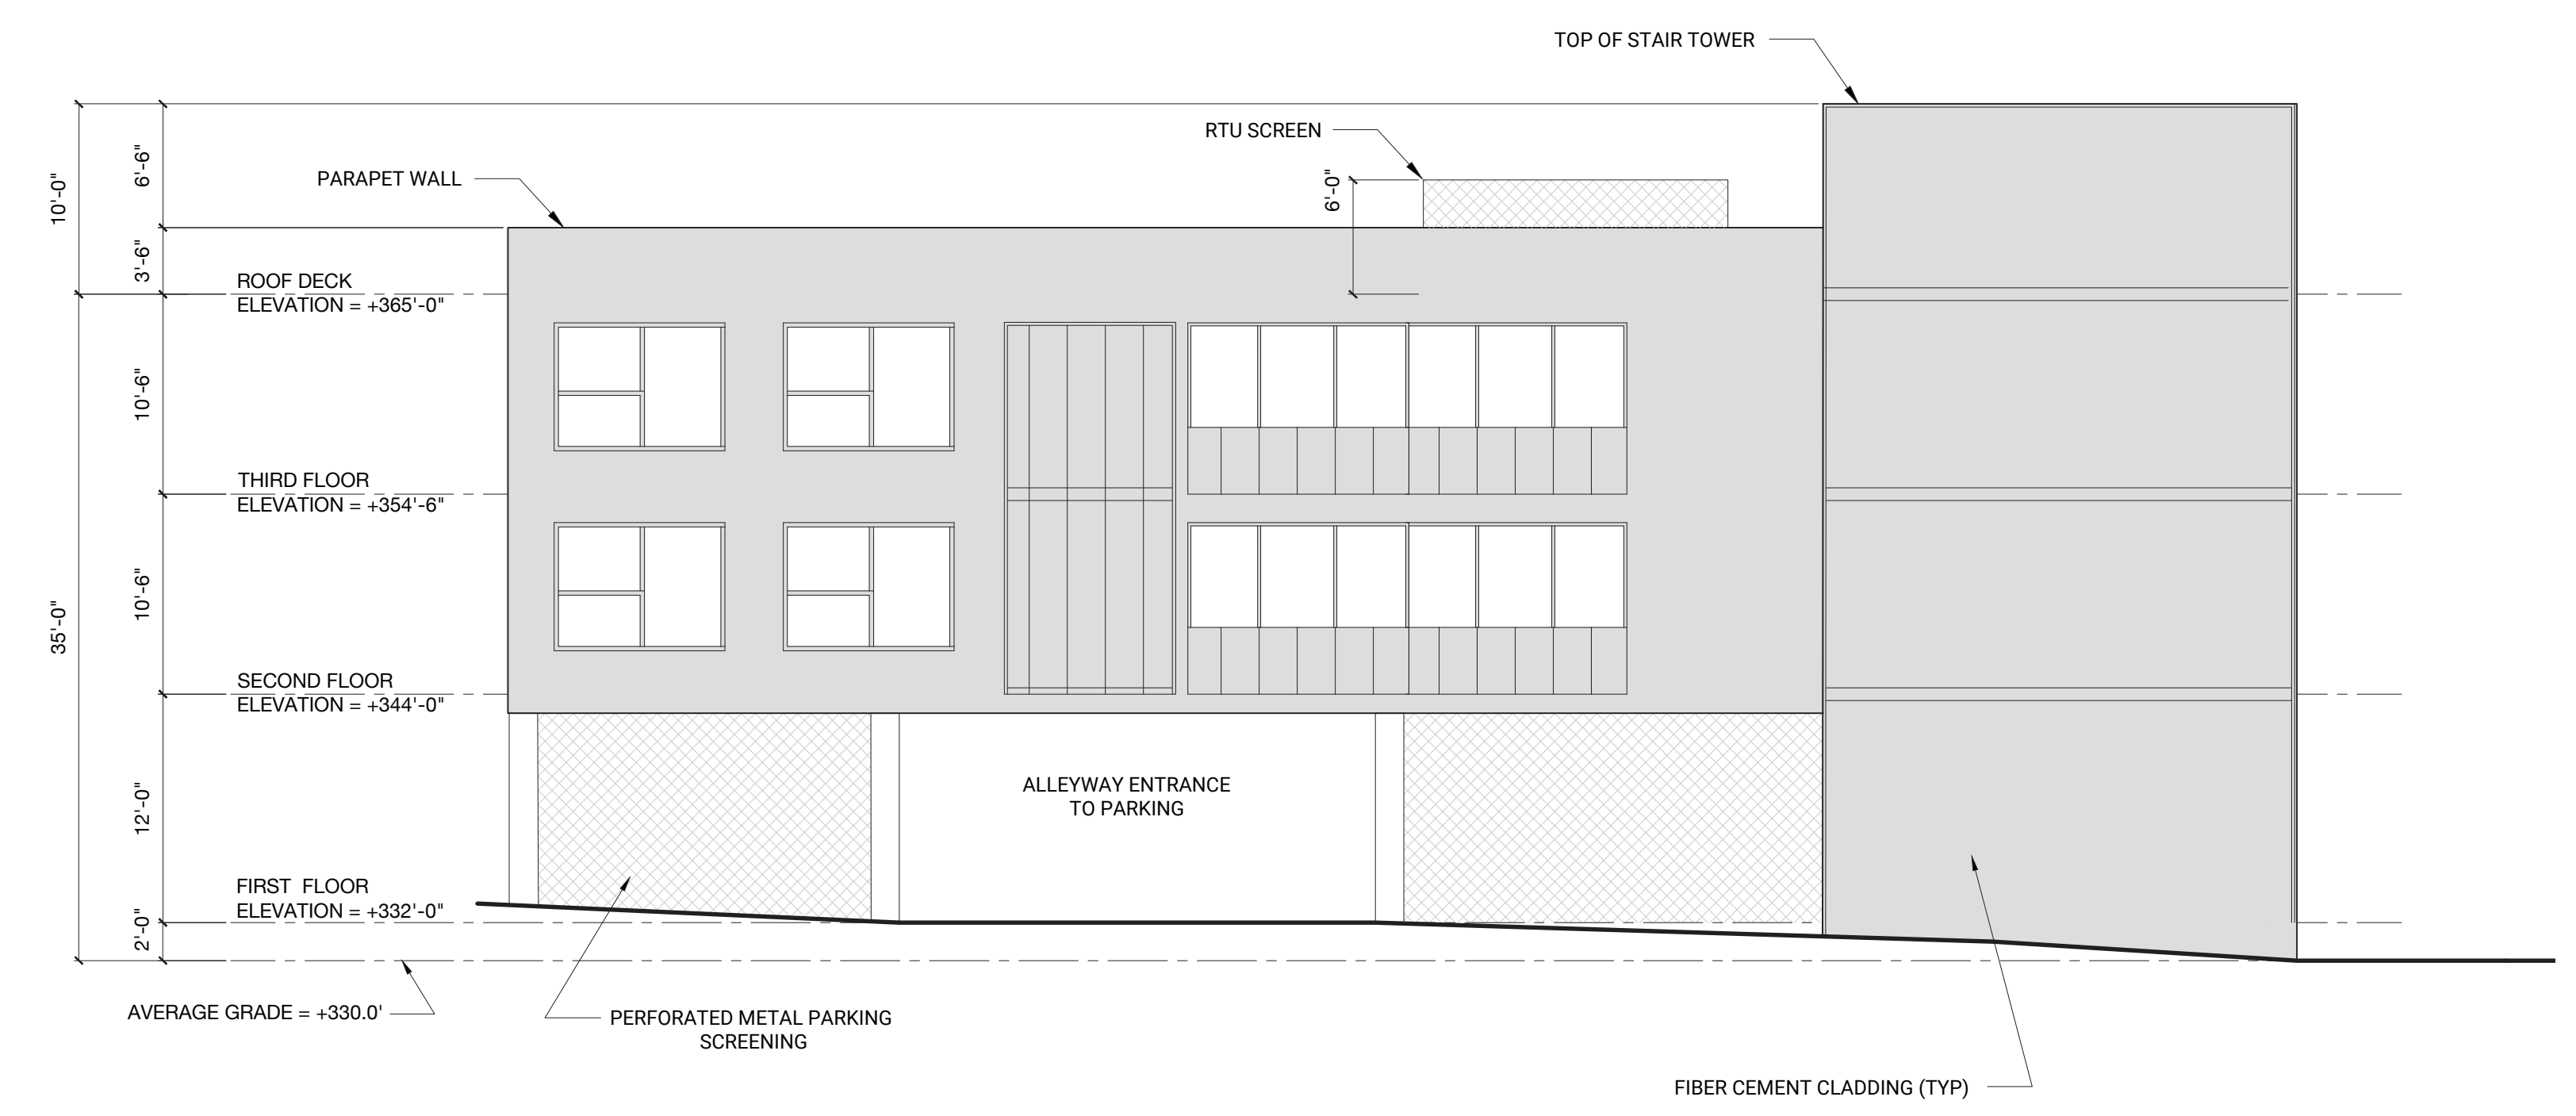 TOP OF STAIR TOWER
RTU SCREEN
PARAPET WALL
10'-0"
6'-6"
3'-6"
6'-0"
ROOF DECK
ELEVATION = +365'-0"
10'-6"
THIRD FLOOR
ELEVATION = +354'-6"
10'-6"
35'-0"
SECOND FLOOR
ELEVATION = +344'-0"
12'-0"
ALLEYWAY ENTRANCE
TO PARKING
FIRST FLOOR
ELEVATION = +332'-0"
2'-0"
AVERAGE GRADE = +330.0'
PERFORATED METAL PARKING
SCREENING
FIBER CEMENT CLADDING (TYP)